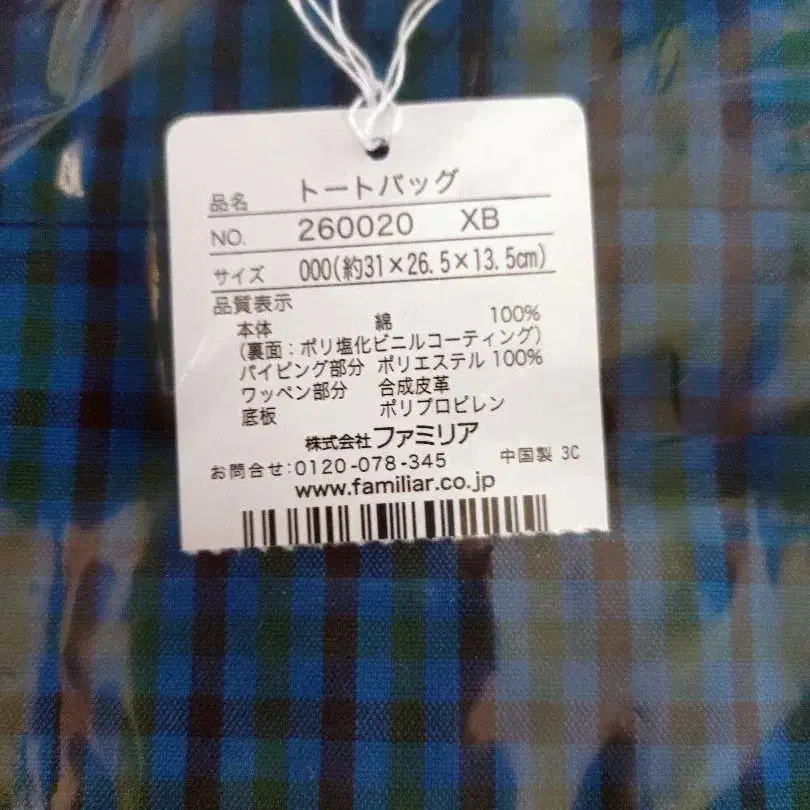 品名 トートバッグ
NO. 260020 XB
サイズ 000(約31×26.5×13.5cm)
品質表示
本体 綿 100%
(裏面:ポリ塩化ビニルコーティング)
パイピング部分 ポリエステル 100%
ワッペン部分 合成皮革
底板 ポリプロピレン
株式会社ファミリア
お問合せ:0120-078-345 中国製 3C
www.familiar.co.jp